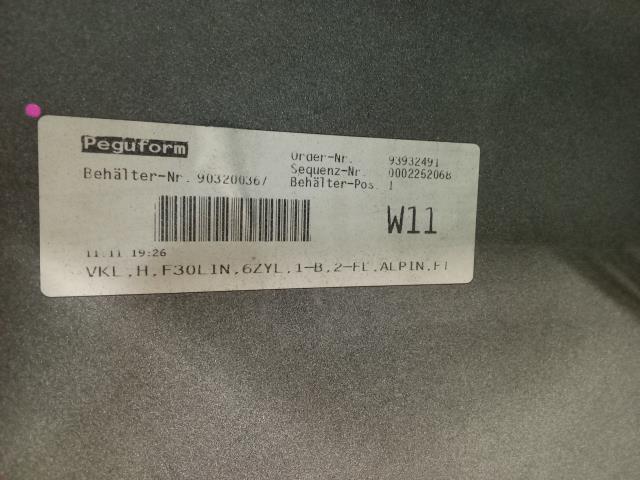 Peguform
Order-Nr. 93932491
Sequenz-Nr. 0002252068
Behälter-Nr. 903200367 Behälter-Pos. 1
W11
11.11 19:26
VKL,H,F30LIN,6ZYL,1-B,2-FL,ALPIN,FI